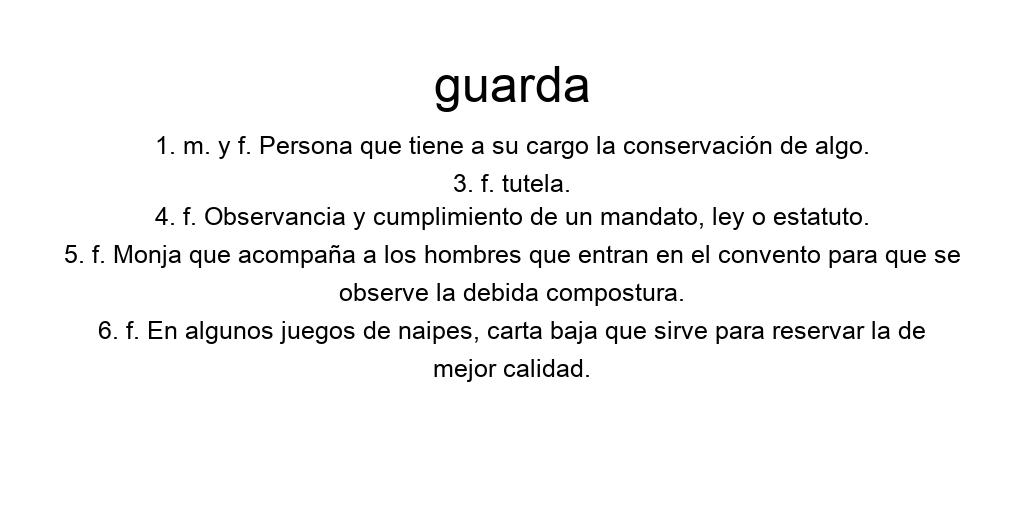 guarda
1. m. y f. Persona que tiene a su cargo la conservación de algo.
3. f. tutela.
4. f. Observancia y cumplimiento de un mandato, ley o estatuto.
5. f. Monja que acompaña a los hombres que entran en el convento para que se
observe la debida compostura.
6. f. En algunos juegos de naipes, carta baja que sirve para reservar la de
mejor calidad.